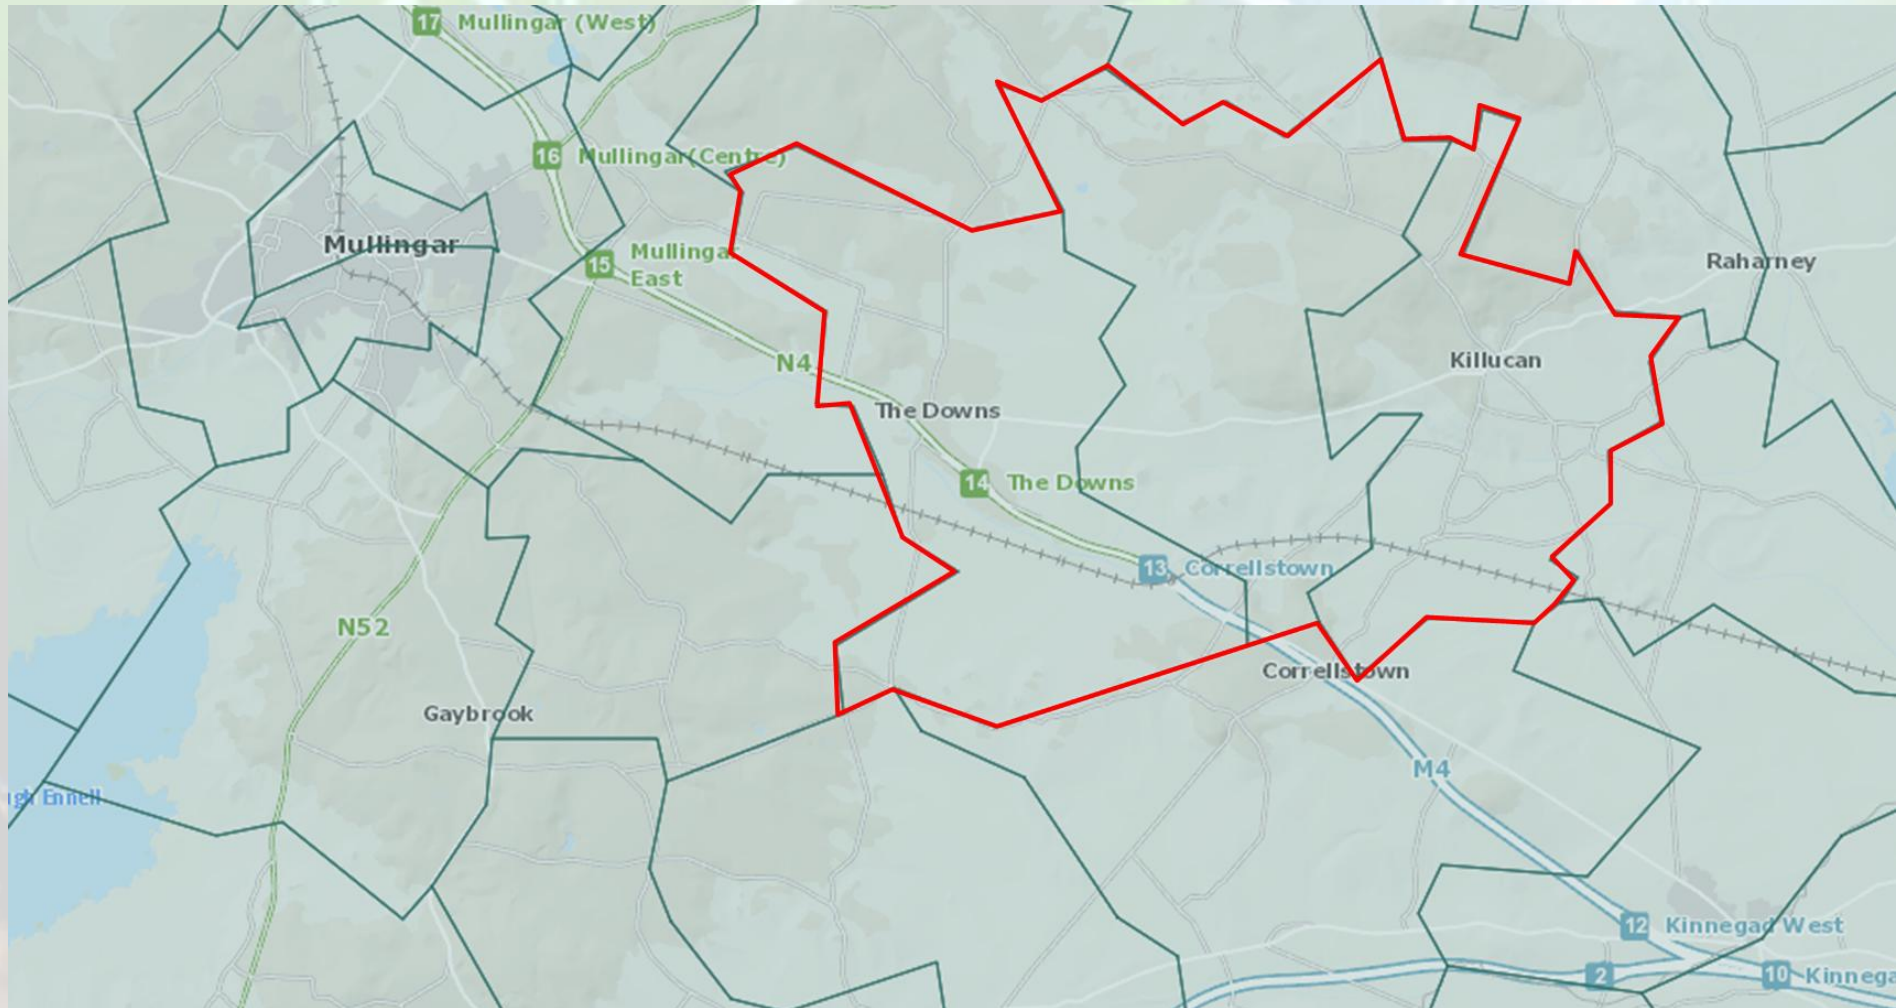 17 Mullingar (West)
16 Mullingar(Centre)
Mullingar
15 Mullingar
East
Raharney
N4
Killucan
The Downs
14 The Downs
13 Correllstown
N52
Correllstown
Gaybrook
M4
Ennell
12 Kinnegad West
2
10